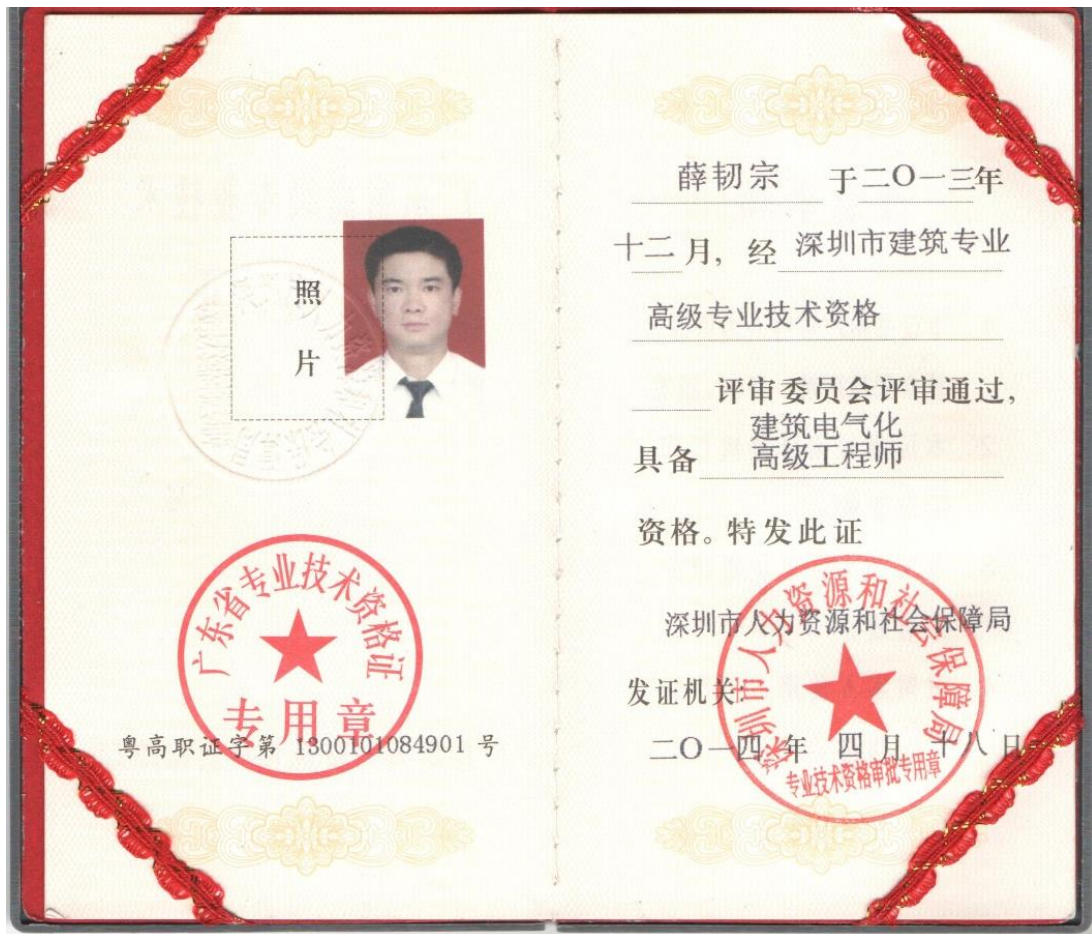 照
片
广东省专业技术资格证
专用章
粤高职证字第 1300101084901 号
薛韧宗 于二〇一三年
十二月，经 深圳市建筑专业
高级专业技术资格
评审委员会评审通过，
建筑电气化
具备 高级工程师
资格。特发此证
深圳市人力资源和社会保障局
发证机关：
二〇一四年 四月十八日
深圳市人力资源和社会保障局
专业技术资格审批专用章